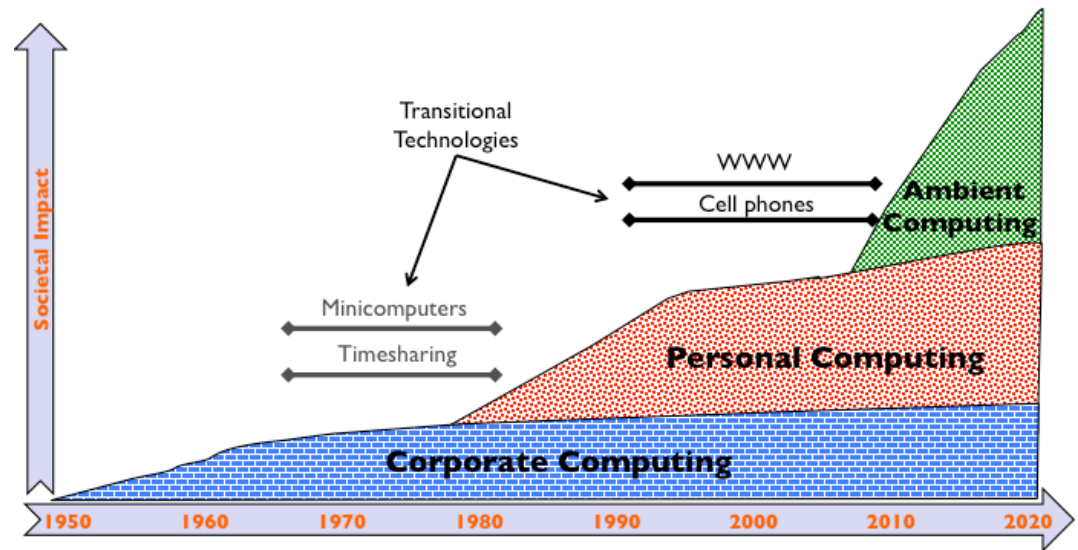 Transitional
Technologies
WWW
Cell phones
Ambient
Computing
Societal Impact
Minicomputers
Timesharing
Personal Computing
Corporate Computing
1950 1960 1970 1980 1990 2000 2010 2020